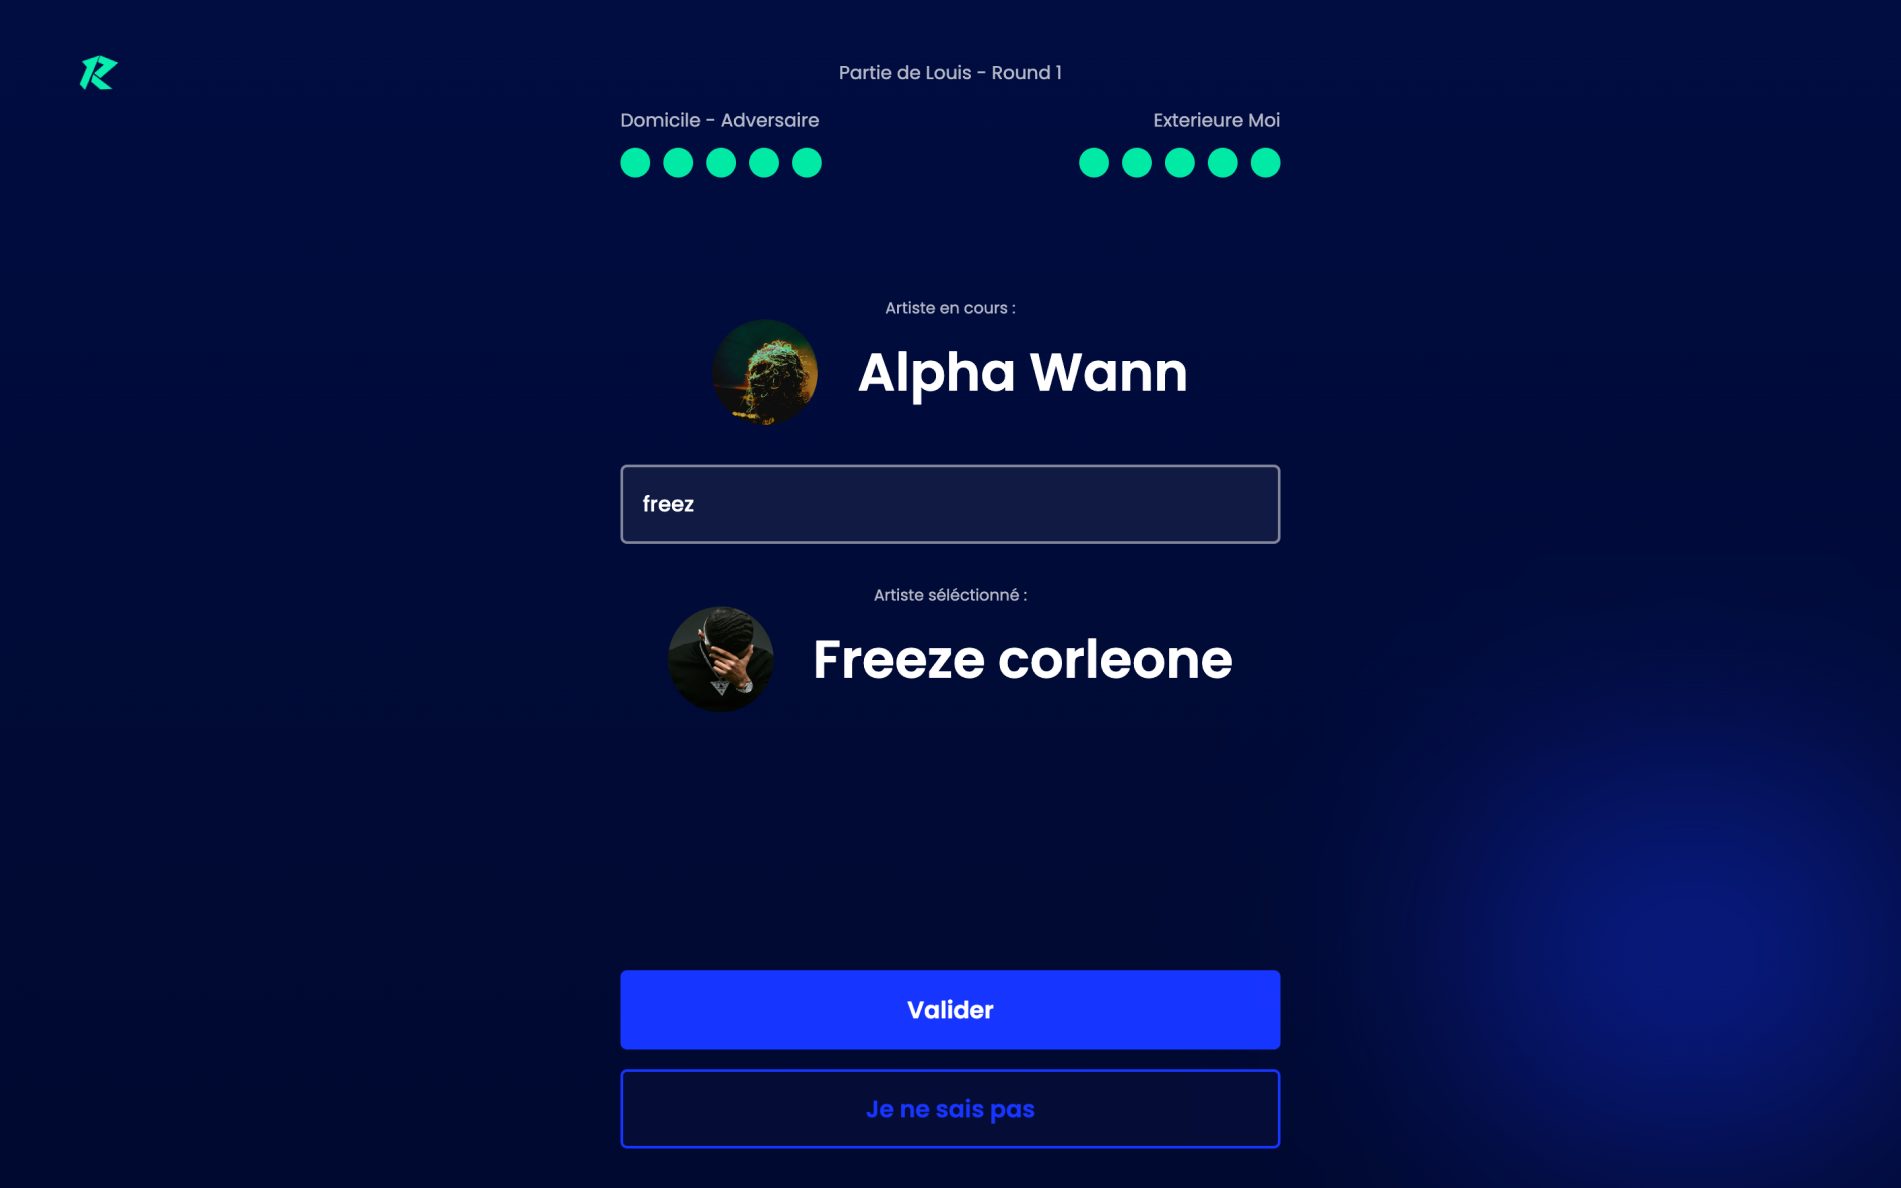 Partie de Louis - Round 1
Domicile - Adversaire
Exterieure Moi
Artiste en cours :
Alpha Wann
freez
Artiste séléctionné :
Freeze corleone
Valider
Je ne sais pas